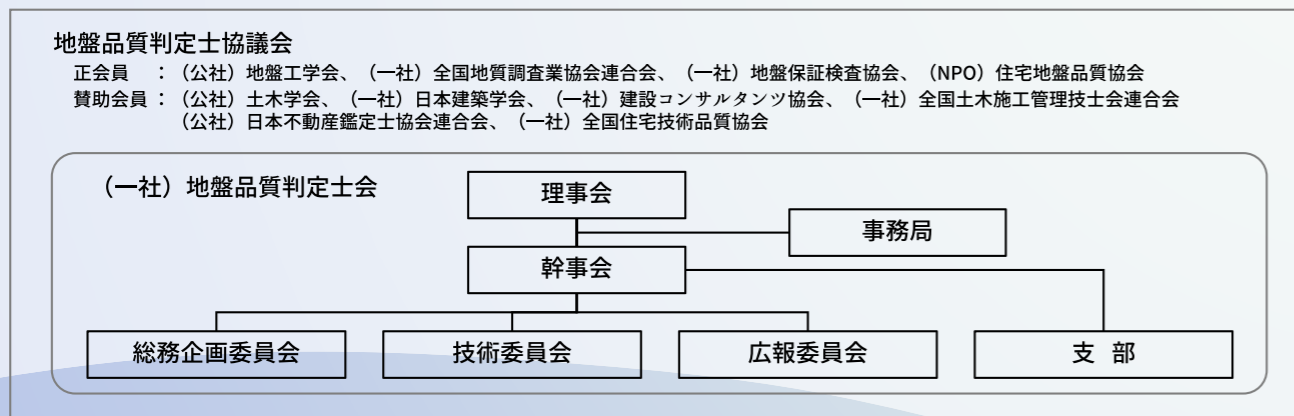 地盤品質判定士協議会
正会員　：（公社）地盤工学会、（一社）全国地質調査業協会連合会、（一社）地盤保証検査協会、（NPO）住宅地盤品質協会
賛助会員：（公社）土木学会、（一社）日本建築学会、（一社）建設コンサルタンツ協会、（一社）全国土木施工管理技士会連合会
（公社）日本不動産鑑定士協会連合会、（一社）全国住宅技術品質協会
（一社）地盤品質判定士会
理事会
事務局
幹事会
総務企画委員会
技術委員会
広報委員会
支 部